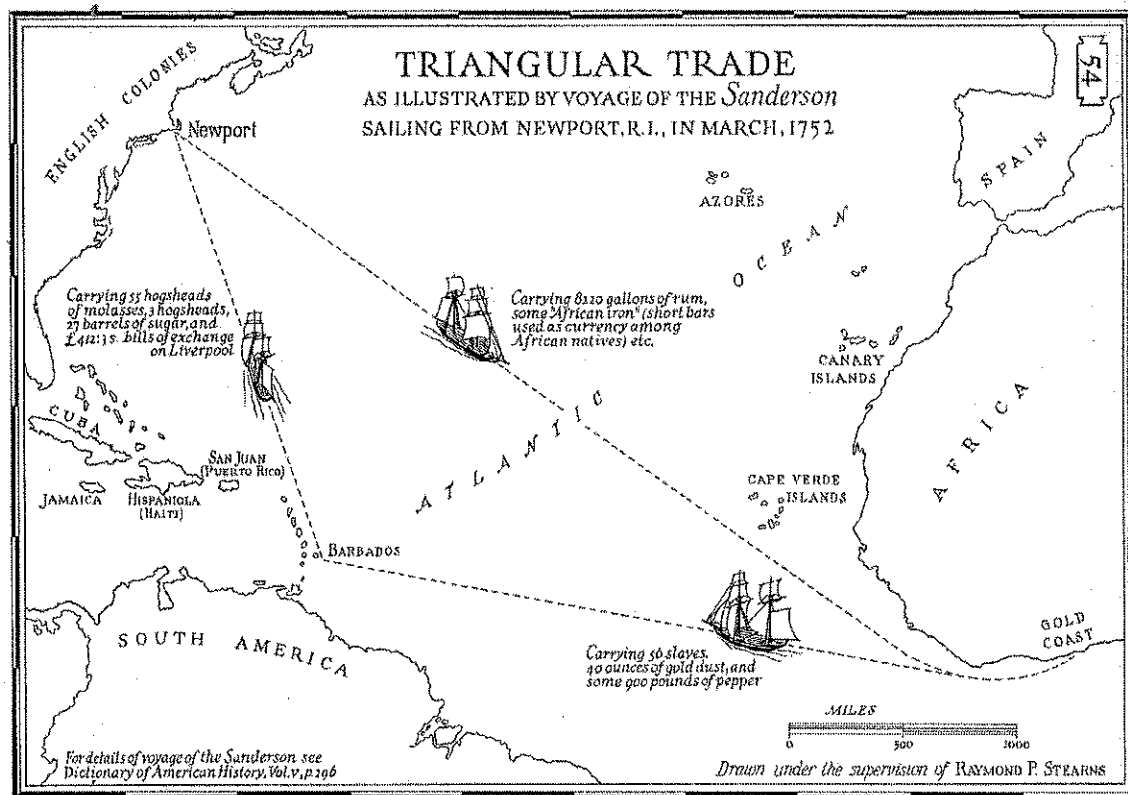 TRIANGULAR TRADE
AS ILLUSTRATED BY VOYAGE OF THE Sanderson
SAILING FROM NEWPORT, R.I., IN MARCH, 1752
54
ENGLISH COLONIES
Newport
SPAIN
AZORES
ATLANTIC OCEAN
Carrying 55 hogsheads
of molasses, 3 hogsheads,
27 barrels of sugar, and
£412:3 s. bills of exchange
on Liverpool
Carrying 8220 gallons of rum,
some "African iron" (short bars
used as currency among
African natives) etc.
CANARY
ISLANDS
AFRICA
CUBA
SAN JUAN
(PUERTO RICO)
JAMAICA
HISPANIOLA
(HAITI)
CAPE VERDE
ISLANDS
BARBADOS
GOLD
COAST
SOUTH AMERICA
Carrying 56 slaves,
40 ounces of gold dust, and
some 900 pounds of pepper
MILES
0 500 1000
For details of voyage of the Sanderson see
Dictionary of American History, Vol. V, p. 296
Drawn under the supervision of RAYMOND P. STEARNS